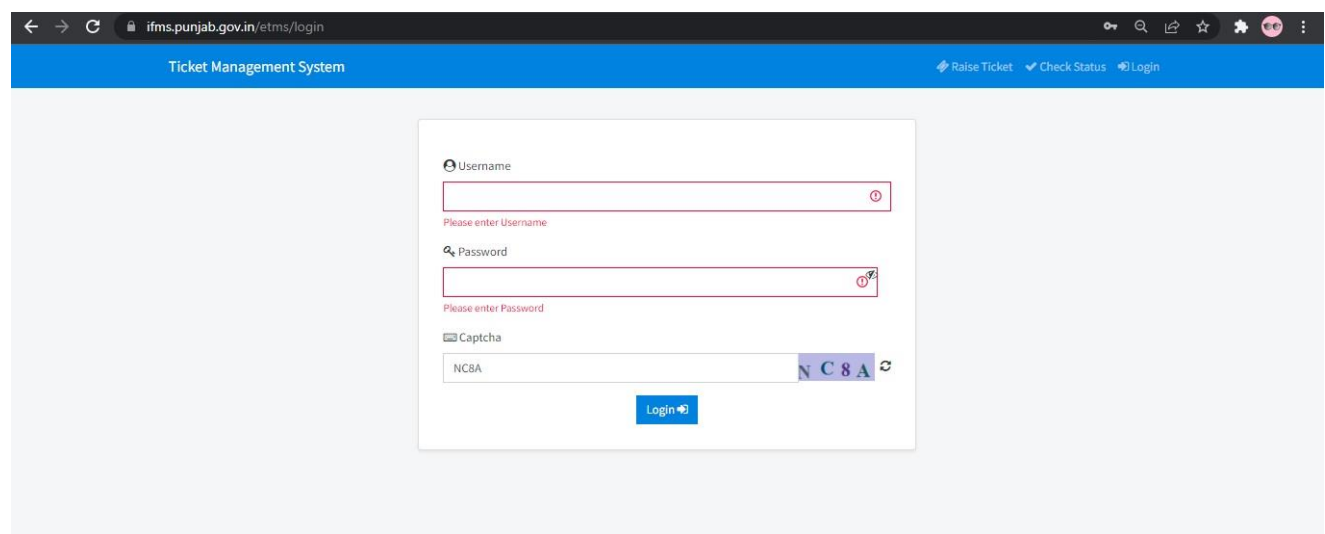 ifms.punjab.gov.in/etms/login
Ticket Management System Raise Ticket Check Status Login
Username
Please enter Username
Password
Please enter Password
Captcha
NC8A NC8A
Login